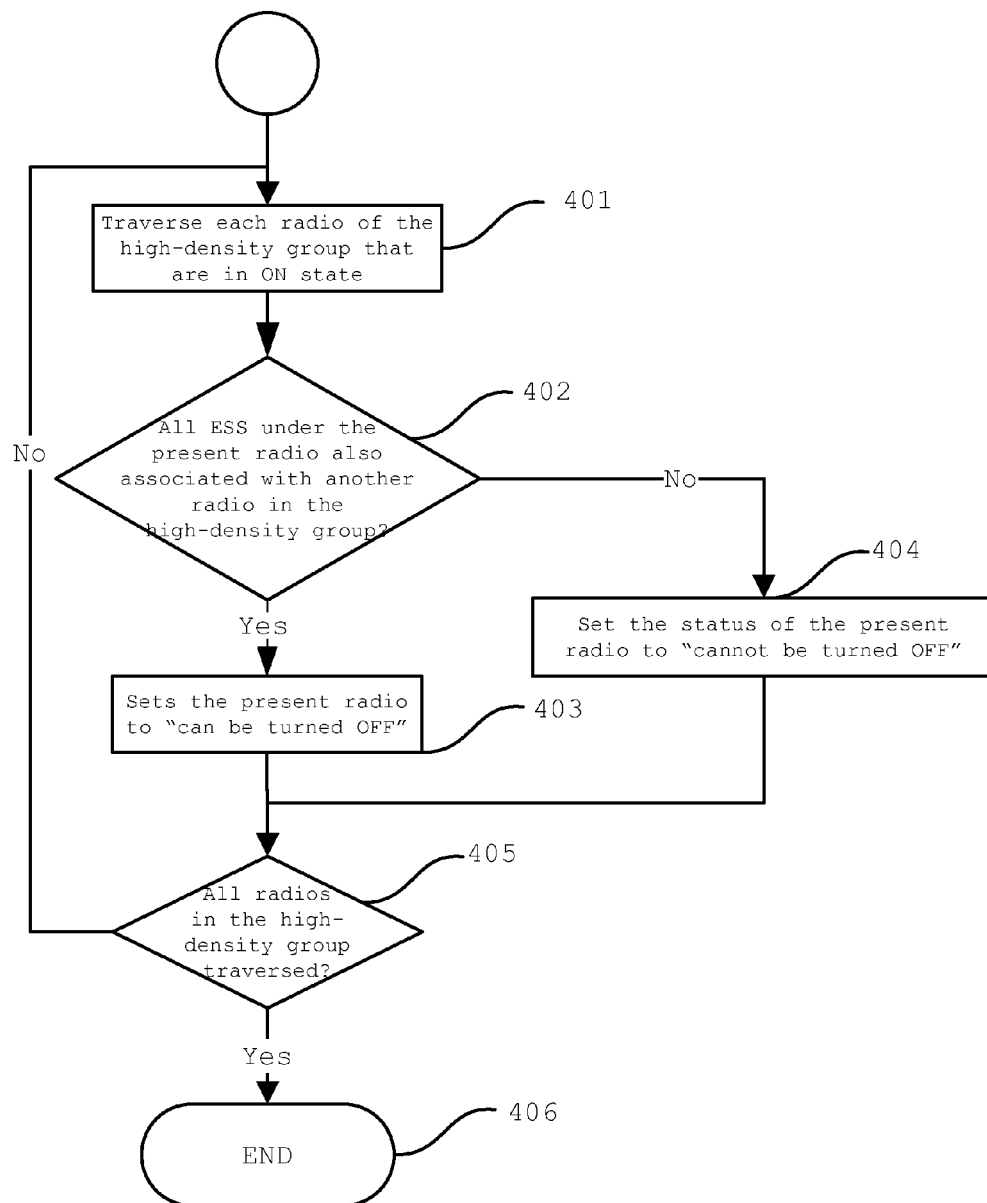 Traverse each radio of the
high-density group that
are in ON state
401
All ESS under the
present radio also
associated with another
radio in the
high-density group?
402
No
No
Yes
404
Set the status of the present
radio to “cannot be turned OFF”
Sets the present radio
to “can be turned OFF”
403
All radios
in the high-
density group
traversed?
405
Yes
END
406